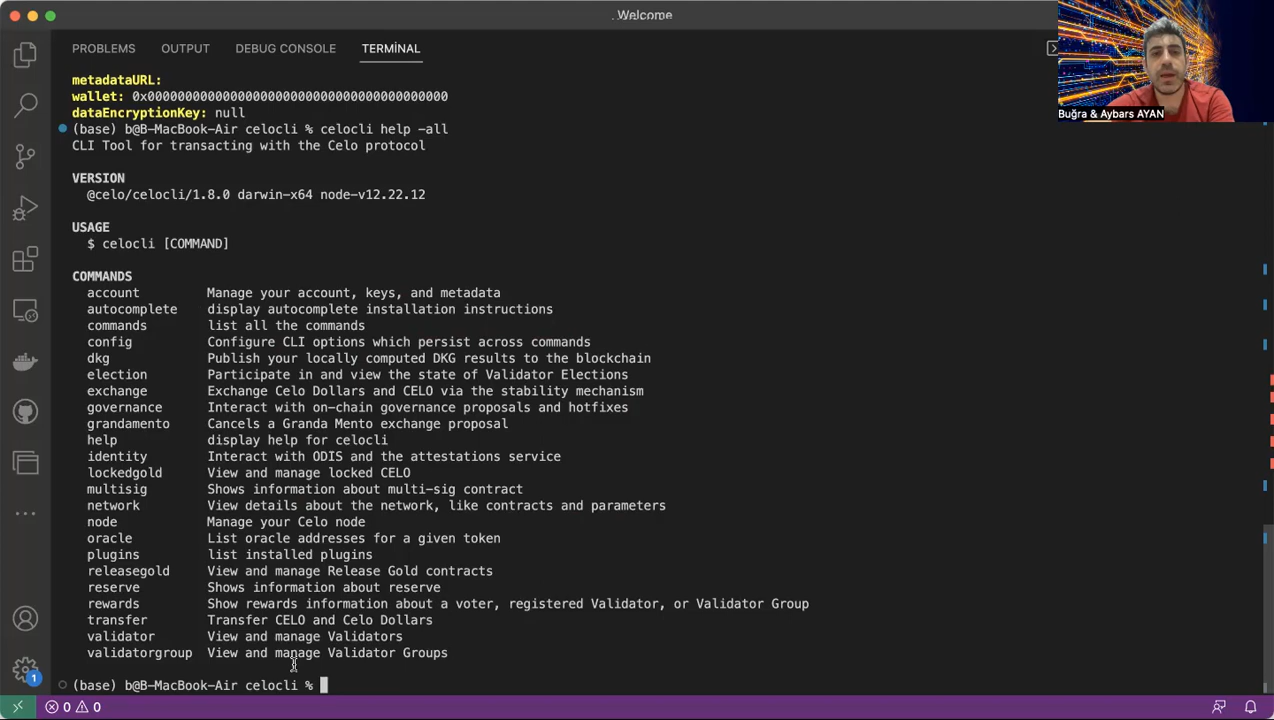 Welcome
PROBLEMS OUTPUT DEBUG CONSOLE TERMİNAL
metadataURL:
wallet: 0x0000000000000000000000000000000000000000
dataEncryptionKey: null
(base) b@B-MacBook-Air celocli % celocli help -all
CLI Tool for transacting with the Celo protocol
VERSION
@celo/celocli/1.8.0 darwin-x64 node-v12.22.12
USAGE
$ celocli [COMMAND]
COMMANDS
account Manage your account, keys, and metadata
autocomplete display autocomplete installation instructions
commands list all the commands
config Configure CLI options which persist across commands
dkg Publish your locally computed DKG results to the blockchain
election Participate in and view the state of Validator Elections
exchange Exchange Celo Dollars and CELO via the stability mechanism
governance Interact with on-chain governance proposals and hotfixes
grandamento Cancels a Granda Mento exchange proposal
help display help for celocli
identity Interact with ODIS and the attestations service
lockedgold View and manage locked CELO
multisig Shows information about multi-sig contract
network View details about the network, like contracts and parameters
node Manage your Celo node
oracle List oracle addresses for a given token
plugins list installed plugins
releasegold View and manage Release Gold contracts
reserve Shows information about reserve
rewards Show rewards information about a voter, registered Validator, or Validator Group
transfer Transfer CELO and Celo Dollars
validator View and manage Validators
validatorgroup View and manage Validator Groups
(base) b@B-MacBook-Air celocli %
Buğra & Aybars AYAN
1
0 0